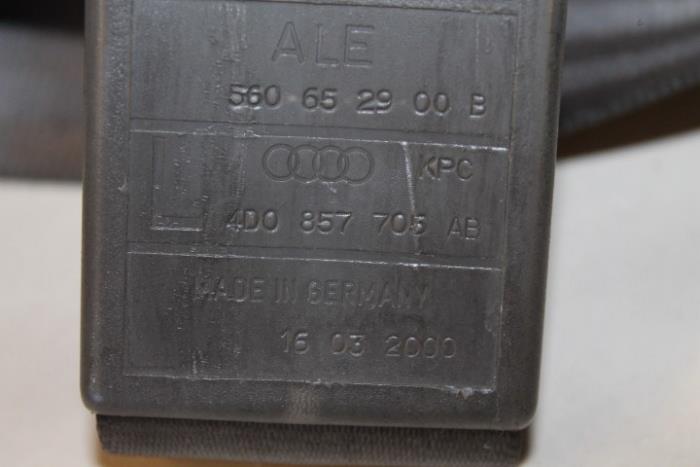 ALE
560 65 29 00 B
L KPC
4D0 857 705 AB
MADE IN GERMANY
16 03 2000